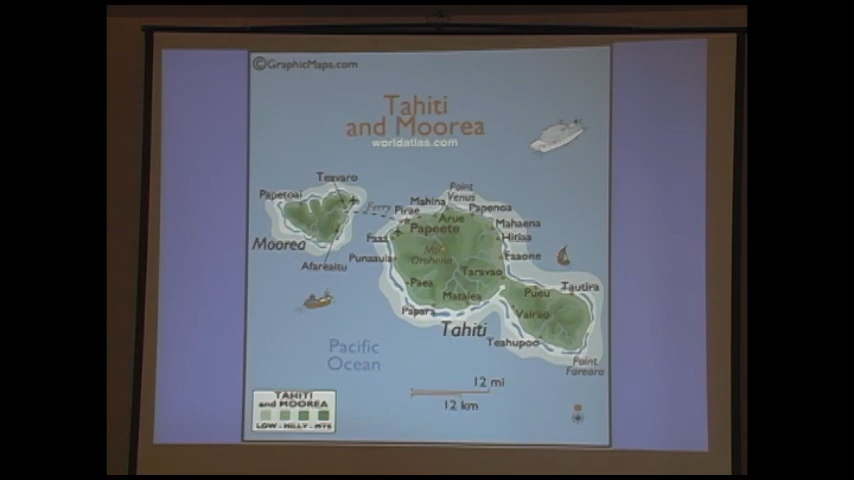 ©GraphicMaps.com
Tahiti
and Moorea
worldatlas.com
Teavaro
Papetoai
Ferry
Moorea
Afareaitu
Point
Venus
Mahina
Papenoa
Pirae
Arue
Mahaena
Papeete
Hitiaa
Faaa
Mt.
Orohena
Faaone
Punaauia
Taravao
Paea
Mataiea
Pueu
Tautira
Papara
Vairao
Tahiti
Teahupoo
Point
Fareara
Pacific
Ocean
12 mi
12 km
TAHITI
and MOOREA
LOW - HILLY - MTS